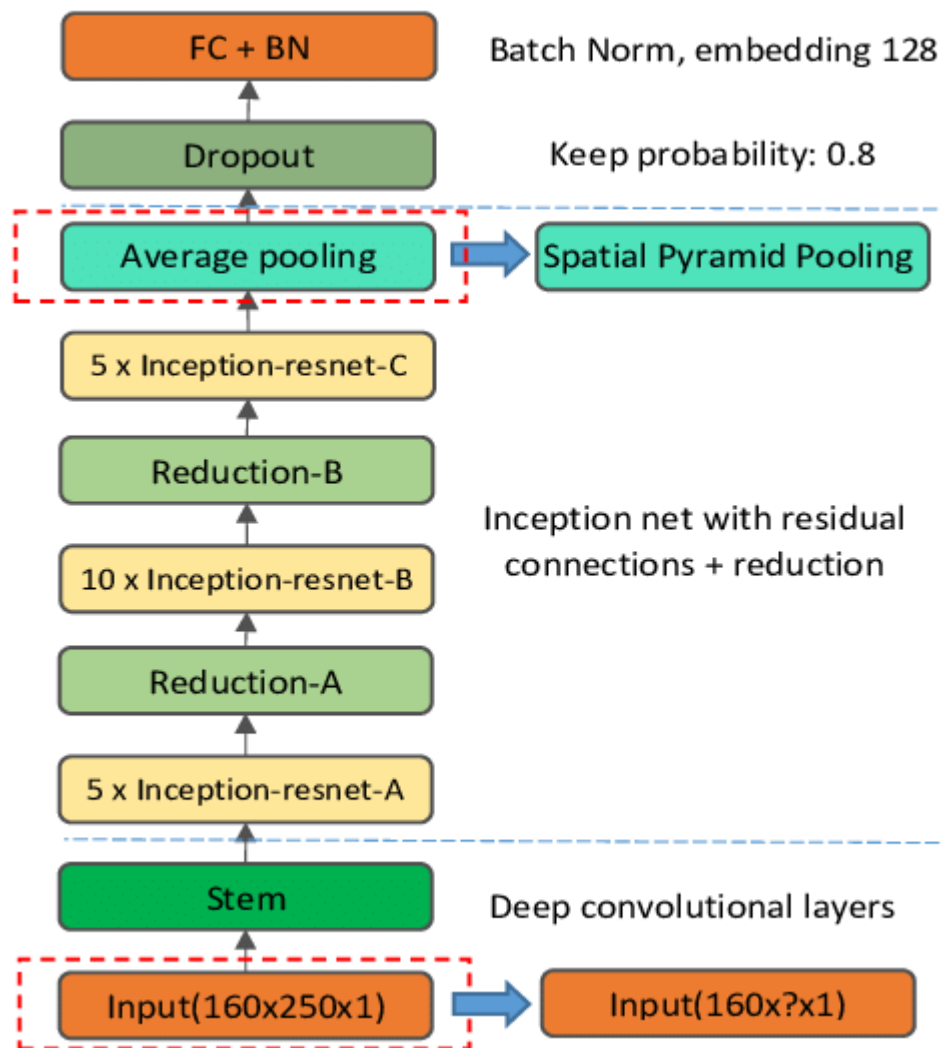 FC + BN
Batch Norm, embedding 128
Dropout
Keep probability: 0.8
Average pooling
Spatial Pyramid Pooling
5 x Inception-resnet-C
Reduction-B
Inception net with residual
connections + reduction
10 x Inception-resnet-B
Reduction-A
5 x Inception-resnet-A
Stem
Deep convolutional layers
Input(160x250x1)
Input(160x?x1)